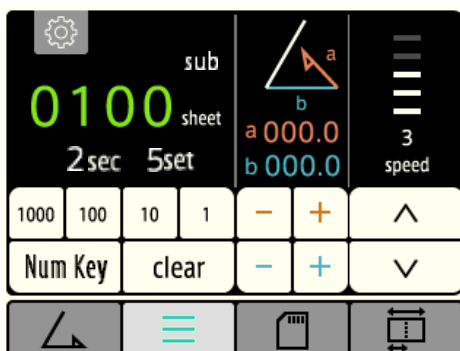 sub
0100 sheet
2sec 5set
a
b
a 000.0
b 000.0
3
speed
1000 100 10 1 − + ^
Num Key clear − + v